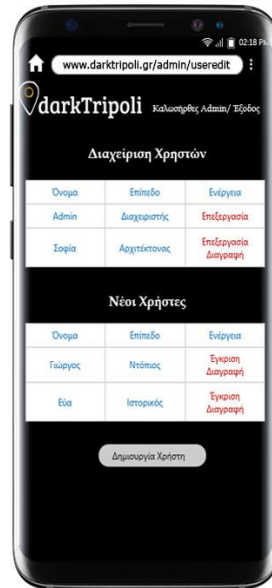 02:18 PM
www.darktripoli.gr/admin/useredit
darkTripoli Καλωσήρθες Admin/ Έξοδος
Διαχείριση Χρηστών
Όνομα Επίπεδο Ενέργεια
Admin Διαχειριστής Επεξεργασία
Σοφία Αρχιτέκτονας Επεξεργασία
Διαγραφή
Νέοι Χρήστες
Όνομα Επίπεδο Ενέργεια
Γιώργος Ντόπιος Έγκριση
Διαγραφή
Εύα Ιστορικός Έγκριση
Διαγραφή
Δημιουργία Χρήστη